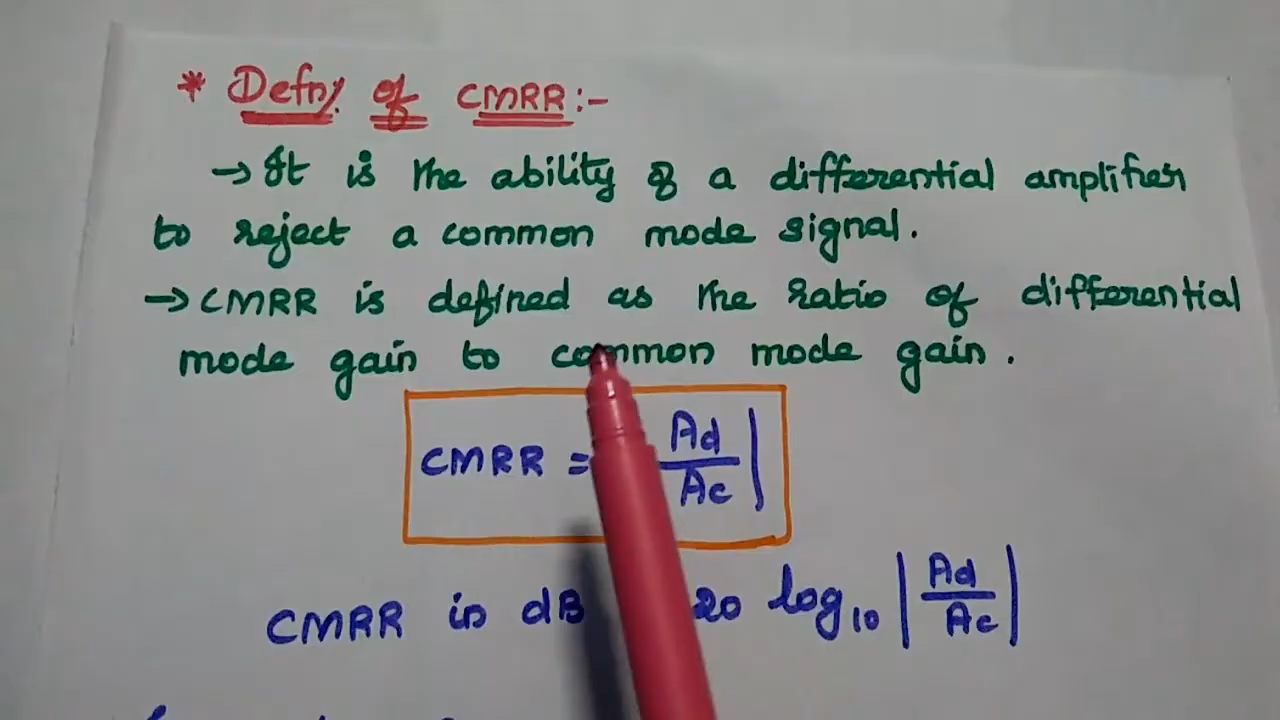 * Defny of CMRR:-
→ It is the ability of a differential amplifier
to reject a common mode signal.
→ CMRR is defined as the ratio of differential
mode gain to common mode gain.
CMRR = Ad/Ac|
CMRR in dB 20 log10 |Ad/Ac|